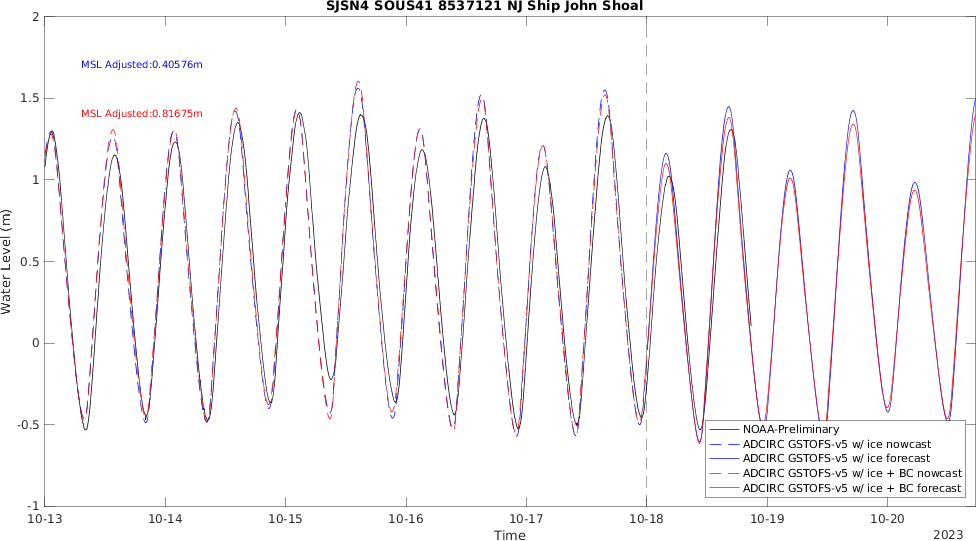 SJSN4 SOUS41 8537121 NJ Ship John Shoal
MSL Adjusted:0.40576m
MSL Adjusted:0.81675m
Water Level (m)
2
1.5
1
0.5
0
-0.5
-1
NOAA-Preliminary
ADCIRC GSTOFS-v5 w/ ice nowcast
ADCIRC GSTOFS-v5 w/ ice forecast
ADCIRC GSTOFS-v5 w/ ice + BC nowcast
ADCIRC GSTOFS-v5 w/ ice + BC forecast
10-13 10-14 10-15 10-16 10-17 10-18 10-19 10-20
Time
2023